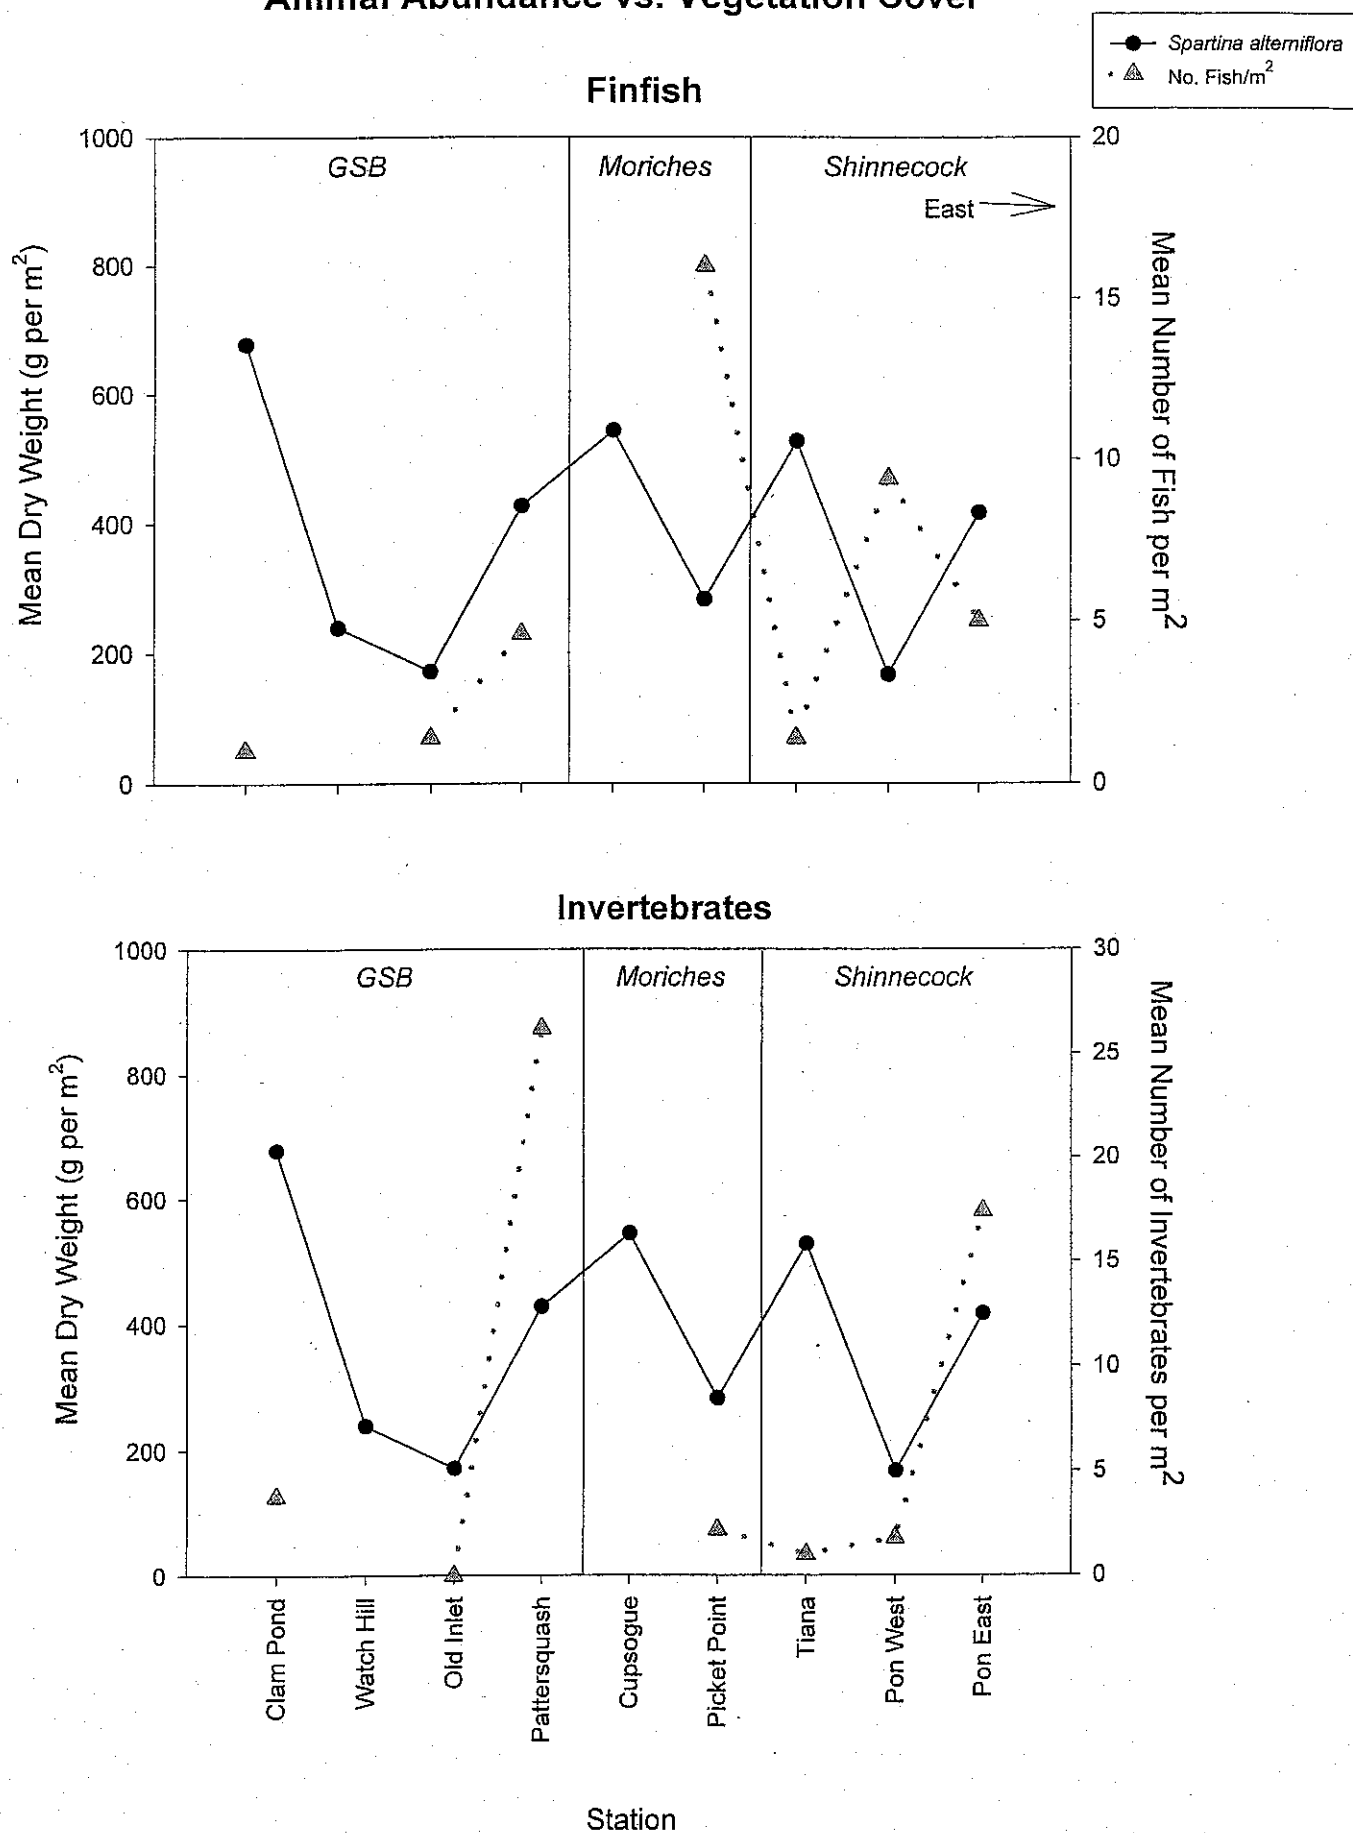 Animal Abundance vs. Vegetation Cover
Spartina alterniflora
No. Fish/m²
Finfish
1000
800
600
400
200
0
Mean Dry Weight (g per m²)
GSB
Moriches
Shinnecock
East
20
15
10
5
0
Mean Number of Fish per m²
Invertebrates
1000
800
600
400
200
0
Mean Dry Weight (g per m²)
GSB
Moriches
Shinnecock
30
25
20
15
10
5
0
Mean Number of Invertebrates per m²
Clam Pond
Watch Hill
Old Inlet
Pattersquash
Cupsogue
Picket Point
Tiana
Pon West
Pon East
Station